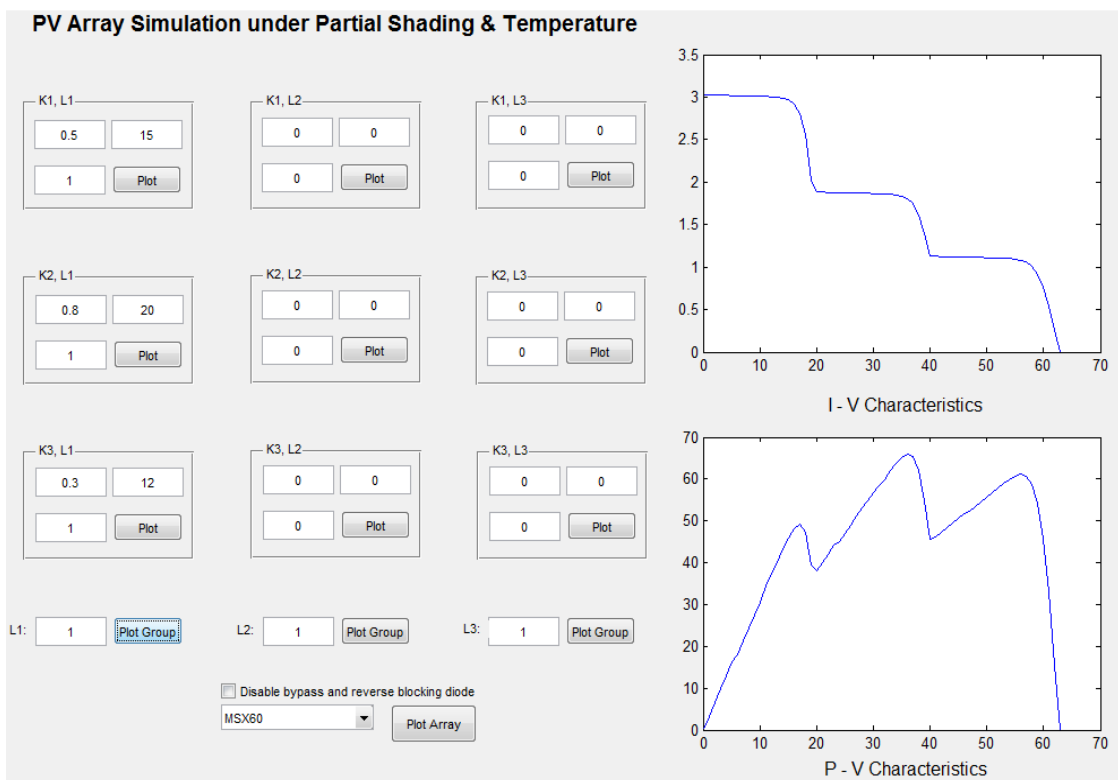 PV Array Simulation under Partial Shading & Temperature
K1, L1
0.5 15
1 Plot
K1, L2
0 0
0 Plot
K1, L3
0 0
0 Plot
K2, L1
0.8 20
1 Plot
K2, L2
0 0
0 Plot
K2, L3
0 0
0 Plot
K3, L1
0.3 12
1 Plot
K3, L2
0 0
0 Plot
K3, L3
0 0
0 Plot
L1: 1 Plot Group
L2: 1 Plot Group
L3: 1 Plot Group
Disable bypass and reverse blocking diode
MSX60
Plot Array
3.5
3
2.5
2
1.5
1
0.5
0
0 10 20 30 40 50 60 70
I - V Characteristics
70
60
50
40
30
20
10
0
0 10 20 30 40 50 60 70
P - V Characteristics